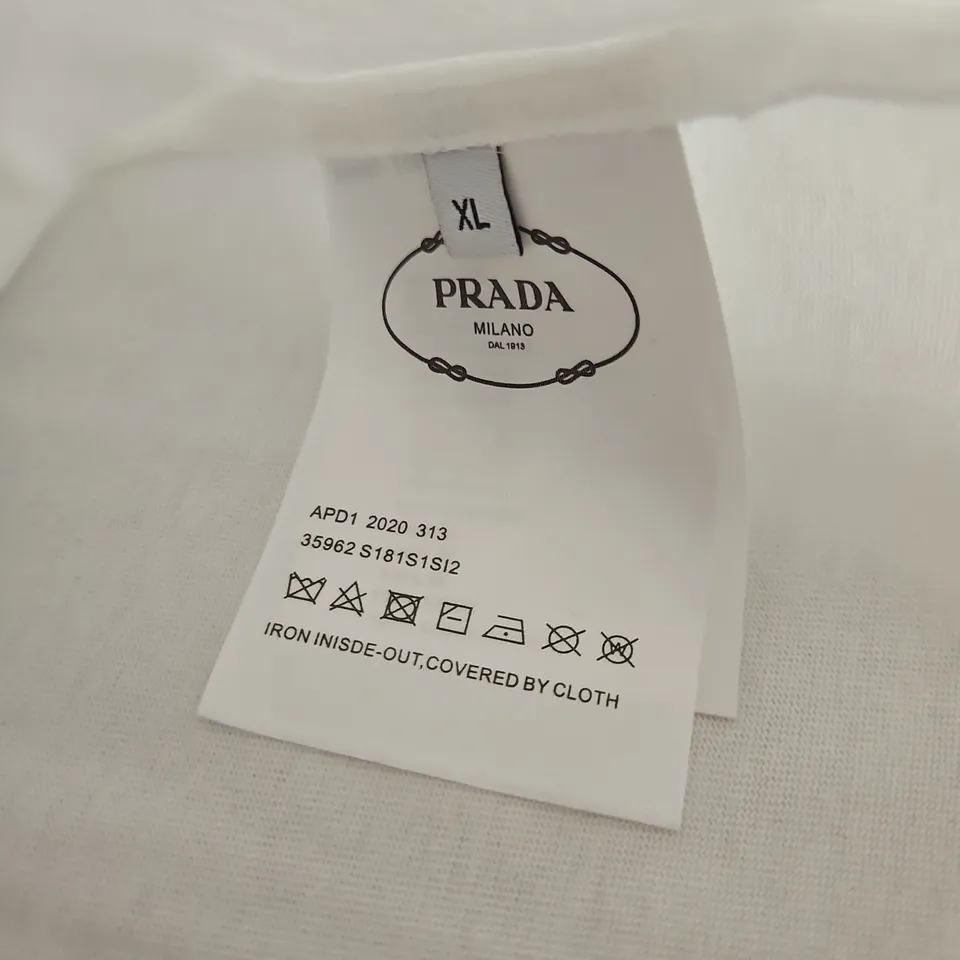 XL
PRADA
MILANO
DAL 1913
APD1 2020 313
35962 S181S1SI2
IRON INISDE-OUT,COVERED BY CLOTH